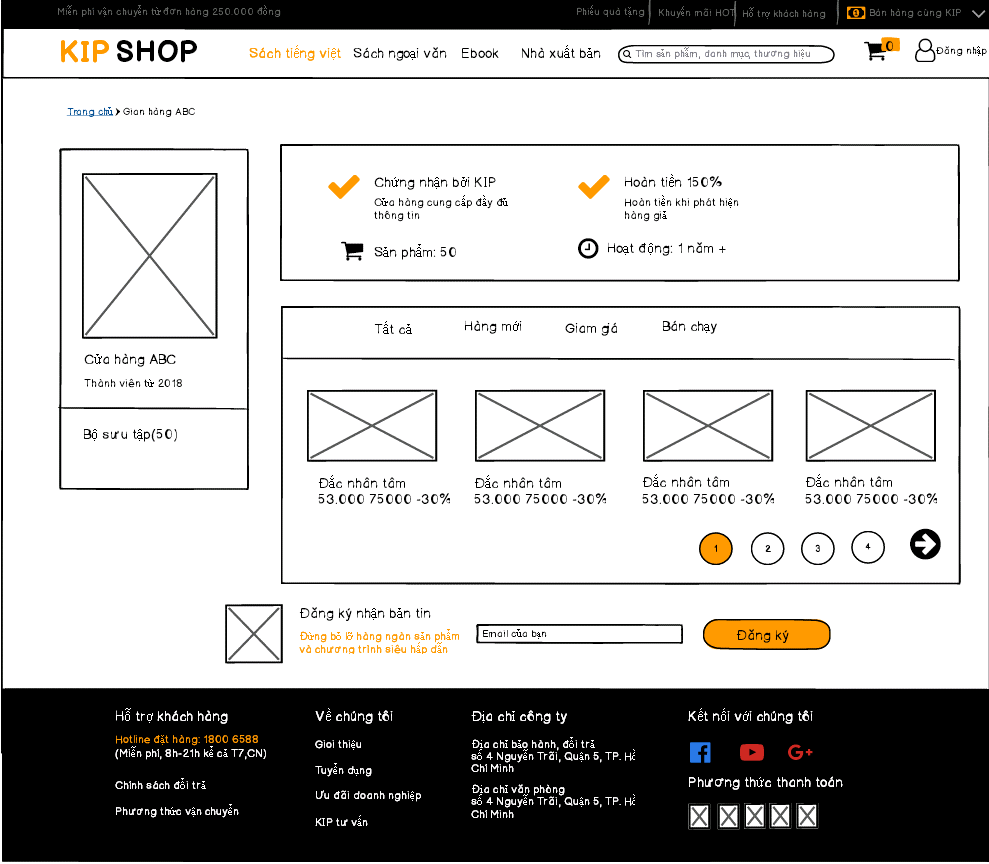 Miễn phí vận chuyển từ đơn hàng 250.000 đồng
Phiếu quà tặng
Khuyến mãi HOT
Hỗ trợ khách hàng
Bán hàng cùng KIP
KIP SHOP
Sách tiếng việt
Sách ngoại văn
Ebook
Nhà xuất bản
Tìm sản phẩm, danh mục, thương hiệu
0
Đăng nhập
Trang chủ > Gian hàng ABC
Chứng nhận bởi KIP
Cửa hàng cung cấp đầy đủ
thông tin
Hoàn tiền 150%
Hoàn tiền khi phát hiện
hàng giả
Sản phẩm: 50
Hoạt động: 1 năm +
Cửa hàng ABC
Thành viên từ 2018
Bộ sưu tập(50)
Tất cả
Hàng mới
Giam giá
Bán chạy
Đắc nhân tâm
53.000 75000 -30%
Đắc nhân tâm
53.000 75000 -30%
Đắc nhân tâm
53.000 75000 -30%
Đắc nhân tâm
53.000 75000 -30%
1
2
3
4
Đăng ký nhận bản tin
Đừng bỏ lỡ hàng ngàn sản phẩm
và chương trình siêu hấp dẫn
Email của bạn
Đăng ký
Hỗ trợ khách hàng
Hotline đặt hàng: 1800 6588
(Miễn phí, 8h-21h kể cả T7,CN)
Chính sách đổi trả
Phương thức vận chuyển
Về chúng tôi
Giơi thiệu
Tuyển dụng
Ưu đãi doanh nghiệp
KIP tư vấn
Địa chỉ công ty
Địa chỉ bảo hành, đổi trả
số 4 Nguyễn Trãi, Quận 5, TP. Hồ
Chí Minh
Địa chỉ văn phòng
số 4 Nguyễn Trãi, Quận 5, TP. Hồ
Chí Minh
Kết nối với chúng tôi
G+
Phương thức thanh toán